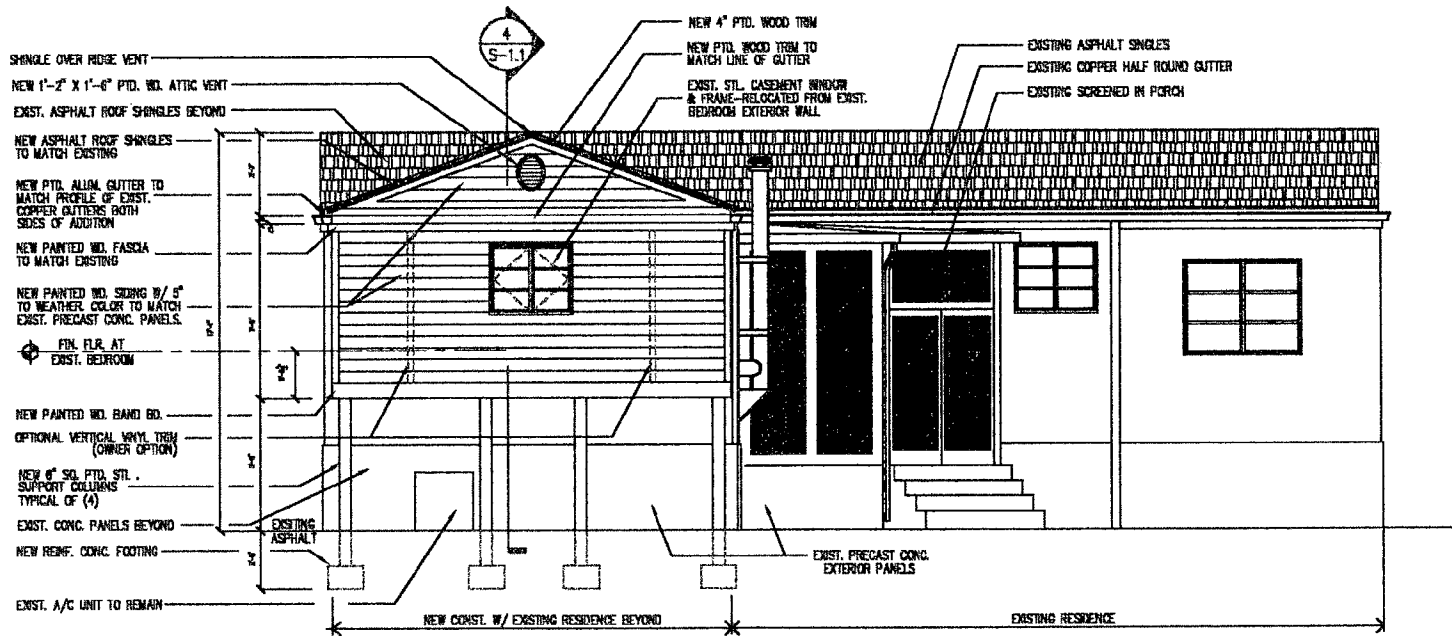 SHINGLE OVER RIDGE VENT
NEW 1'-2" X 1'-6" PTD. WD. ATTIC VENT
EXIST. ASPHALT ROOF SHINGLES BEYOND
NEW ASPHALT ROOF SHINGLES
TO MATCH EXISTING
NEW PTD. ALUM. GUTTER TO
MATCH PROFILE OF EXIST.
COPPER GUTTERS BOTH
SIDES OF ADDITION
NEW PAINTED WD. FASCIA
TO MATCH EXISTING
NEW PAINTED WD. SIDING W/ 5"
TO WEATHER. COLOR TO MATCH
EXIST. PRECAST CONC. PANELS.
FIN. FLR. AT
EXIST. BEDROOM
NEW PAINTED WD. BAND BD.
OPTIONAL VERTICAL VINYL TRIM
(OWNER OPTION)
NEW 6" SQ. PTD. STL.
SUPPORT COLUMNS
TYPICAL OF (4)
EXIST. CONC. PANELS BEYOND
NEW REINF. CONC. FOOTING
EXIST. A/C UNIT TO REMAIN
EXSITING
ASPHALT
4
S-1.1
NEW 4" PTD. WOOD TRIM
NEW PTD. WOOD TRIM TO
MATCH LINE OF GUTTER
EXIST. STL. CASEMENT WINDOW
& FRAME-RELOCATED FROM EXIST.
BEDROOM EXTERIOR WALL
EXISTING ASPHALT SINGLES
EXISTING COPPER HALF ROUND GUTTER
EXISTING SCREENED IN PORCH
EXIST. PRECAST CONC.
EXTERIOR PANELS
NEW CONST. W/ EXISTING RESIDENCE BEYOND
EXISTING RESIDENCE